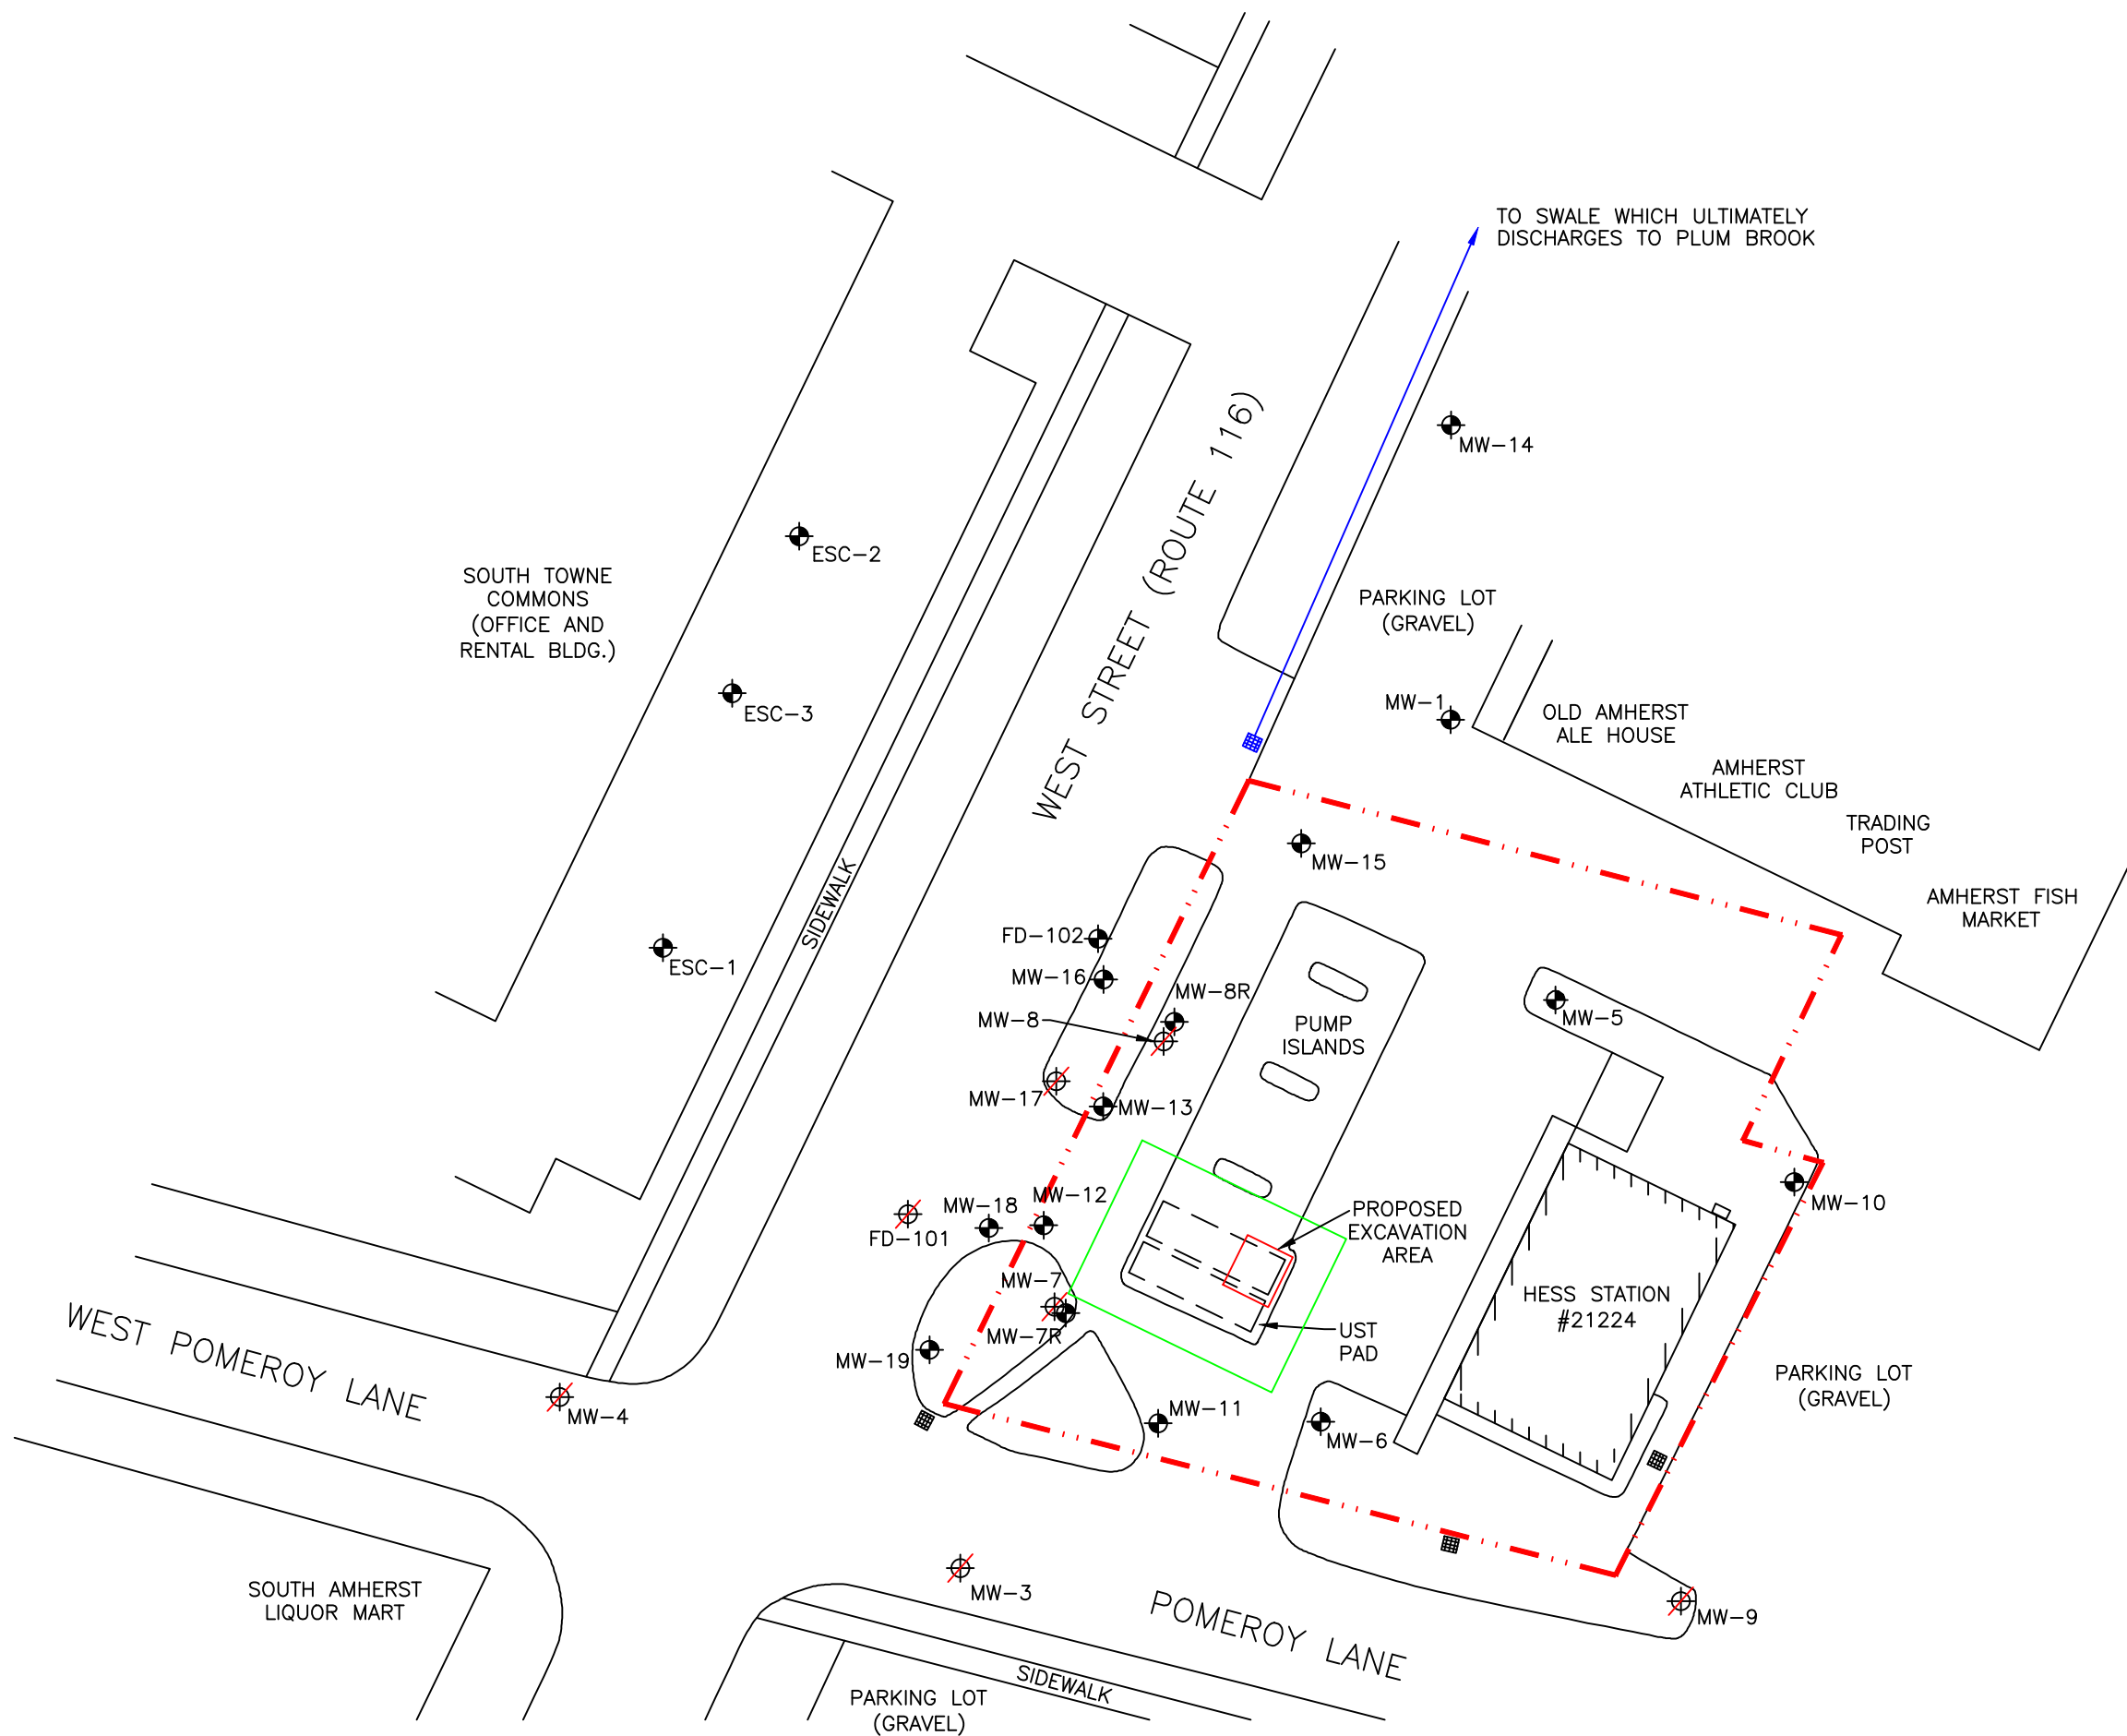 TO SWALE WHICH ULTIMATELY
DISCHARGES TO PLUM BROOK
MW-14
ESC-2
SOUTH TOWNE
COMMONS
(OFFICE AND
RENTAL BLDG.)
PARKING LOT
(GRAVEL)
WEST STREET (ROUTE 116)
ESC-3
MW-1
OLD AMHERST
ALE HOUSE
AMHERST
ATHLETIC CLUB
TRADING
POST
MW-15
AMHERST FISH
MARKET
SIDEWALK
FD-102
ESC-1
MW-16
MW-8R
MW-8
MW-5
PUMP
ISLANDS
MW-17
MW-13
MW-12
MW-18
FD-101
MW-10
PROPOSED
EXCAVATION
AREA
MW-7
HESS STATION
#21224
MW-7R
UST
PAD
MW-19
WEST POMEROY LANE
PARKING LOT
(GRAVEL)
MW-4
MW-11
MW-6
SOUTH AMHERST
LIQUOR MART
MW-3
POMEROY LANE
MW-9
SIDEWALK
PARKING LOT
(GRAVEL)